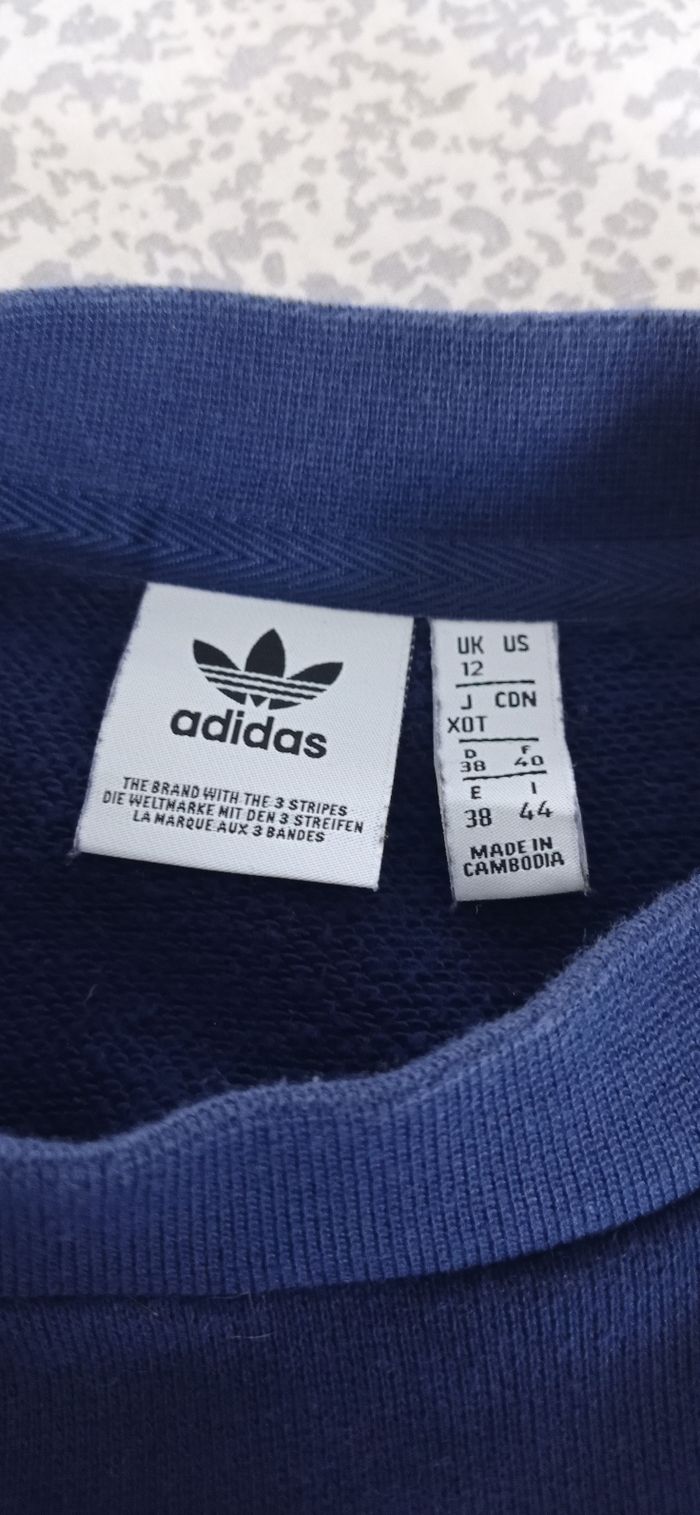 adidas
THE BRAND WITH THE 3 STRIPES
DIE WELTMARKE MIT DEN 3 STREIFEN
LA MARQUE AUX 3 BANDES
UK US
12
J CDN
XOT
D F
38 40
E I
38 44
MADE IN
CAMBODIA